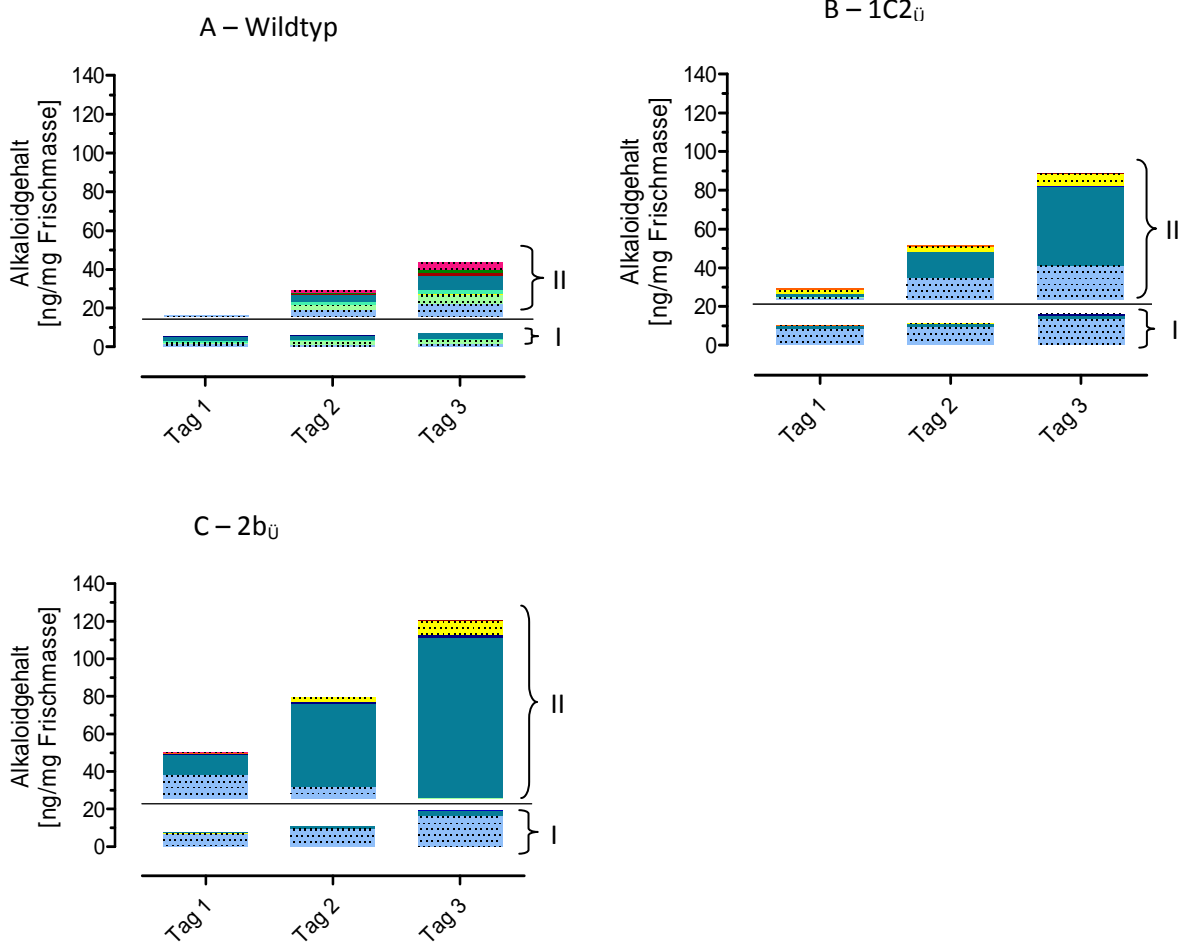 A – Wildtyp
Alkaloidgehalt
[ng/mg Frischmasse]
140
120
100
80
60
40
20
0
II
I
Tag 1
Tag 2
Tag 3
B – 1C2Ü
Alkaloidgehalt
[ng/mg Frischmasse]
140
120
100
80
60
40
20
0
II
I
Tag 1
Tag 2
Tag 3
C – 2bÜ
Alkaloidgehalt
[ng/mg Frischmasse]
140
120
100
80
60
40
20
0
II
I
Tag 1
Tag 2
Tag 3